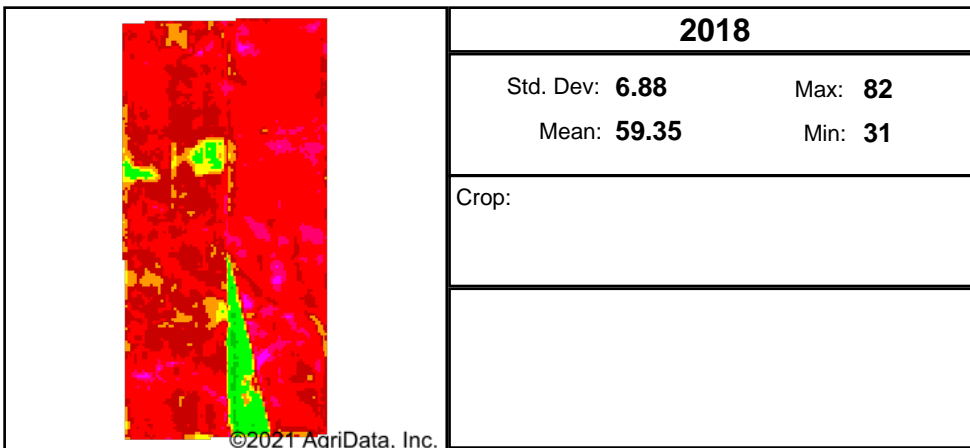 2018
Std. Dev: 6.88 Max: 82
Mean: 59.35 Min: 31
Crop:
©2021 AgriData, Inc.